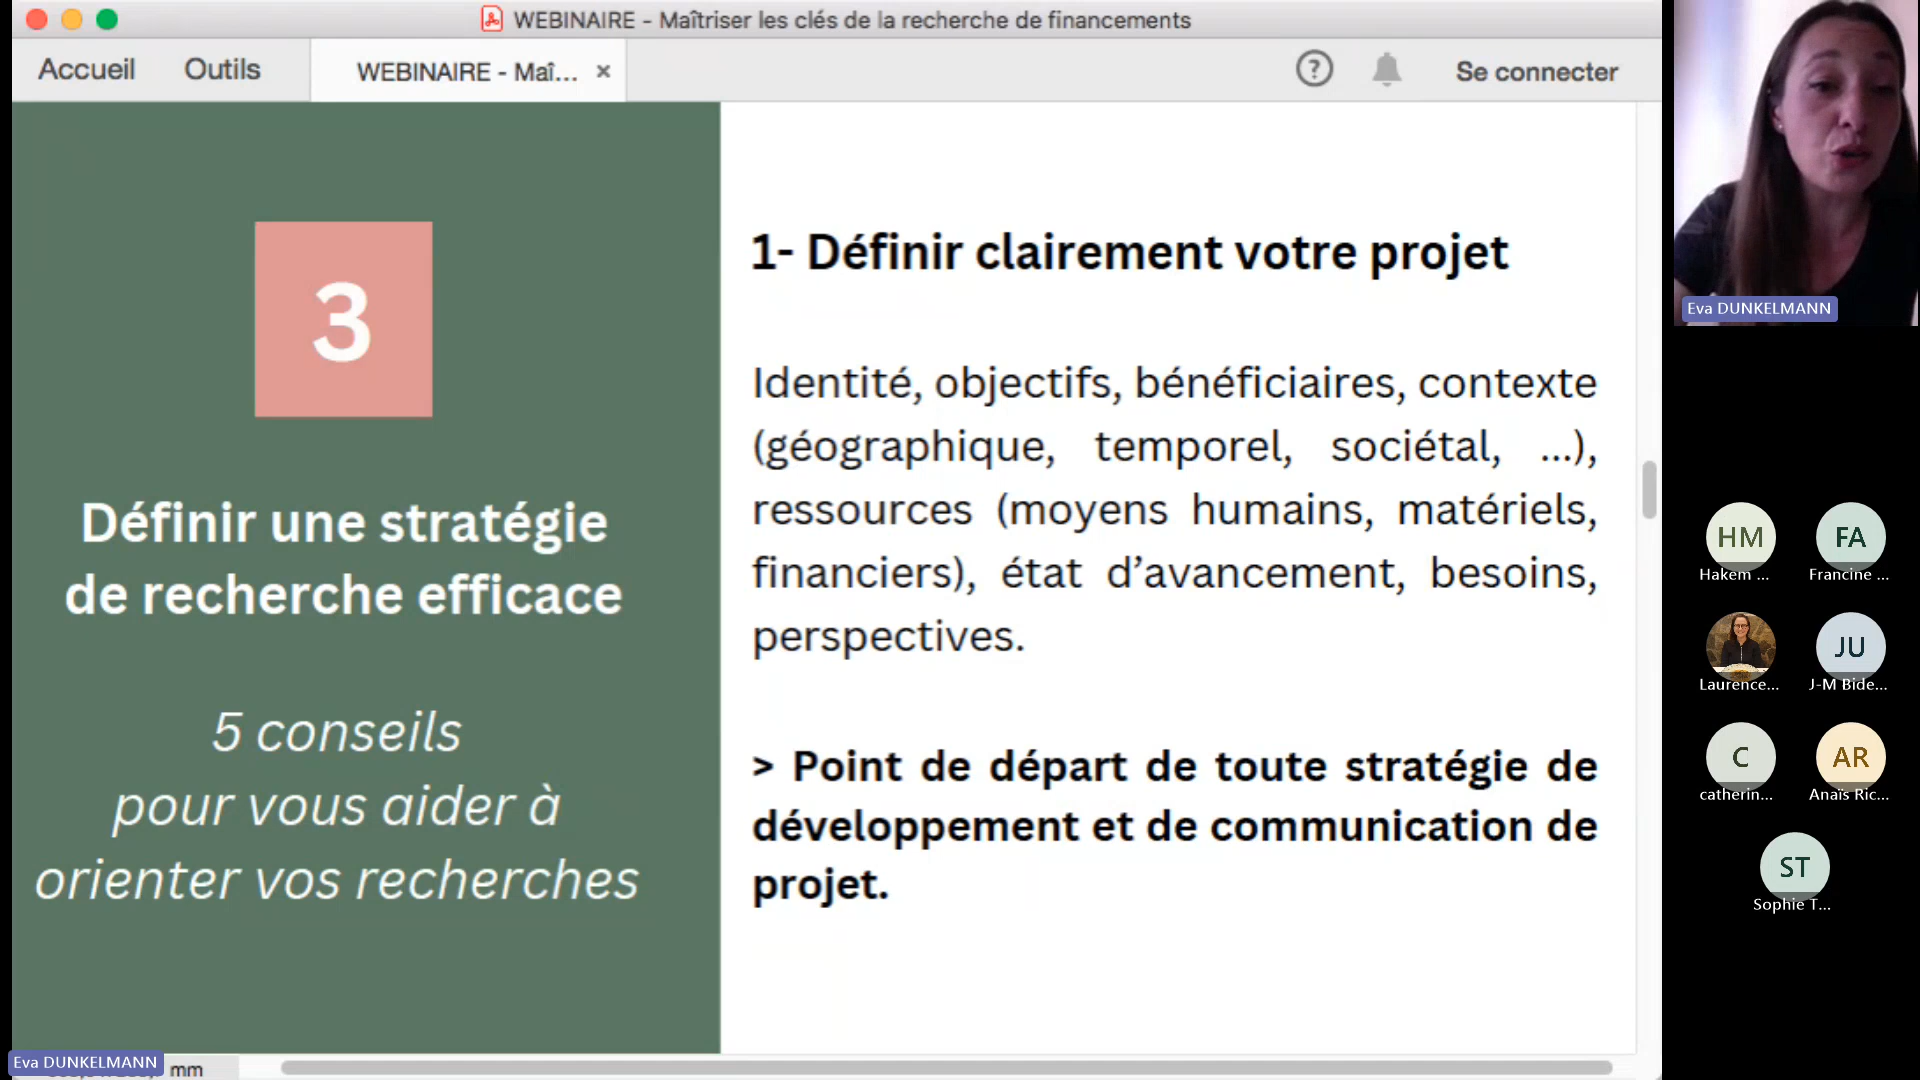 WEBINAIRE - Maîtriser les clés de la recherche de financements
Accueil
Outils
WEBINAIRE - Maî... ×
?
Se connecter
3
Définir une stratégie
de recherche efficace
5 conseils
pour vous aider à
orienter vos recherches
1- Définir clairement votre projet
Identité, objectifs, bénéficiaires, contexte
(géographique, temporel, sociétal, ...),
ressources (moyens humains, matériels,
financiers), état d’avancement, besoins,
perspectives.
> Point de départ de toute stratégie de
développement et de communication de
projet.
Eva DUNKELMANN
mm
Eva DUNKELMANN
HM
Hakem ...
FA
Francine ...
Laurence...
JU
J-M Bide...
C
catherin...
AR
Anaïs Ric...
ST
Sophie T...